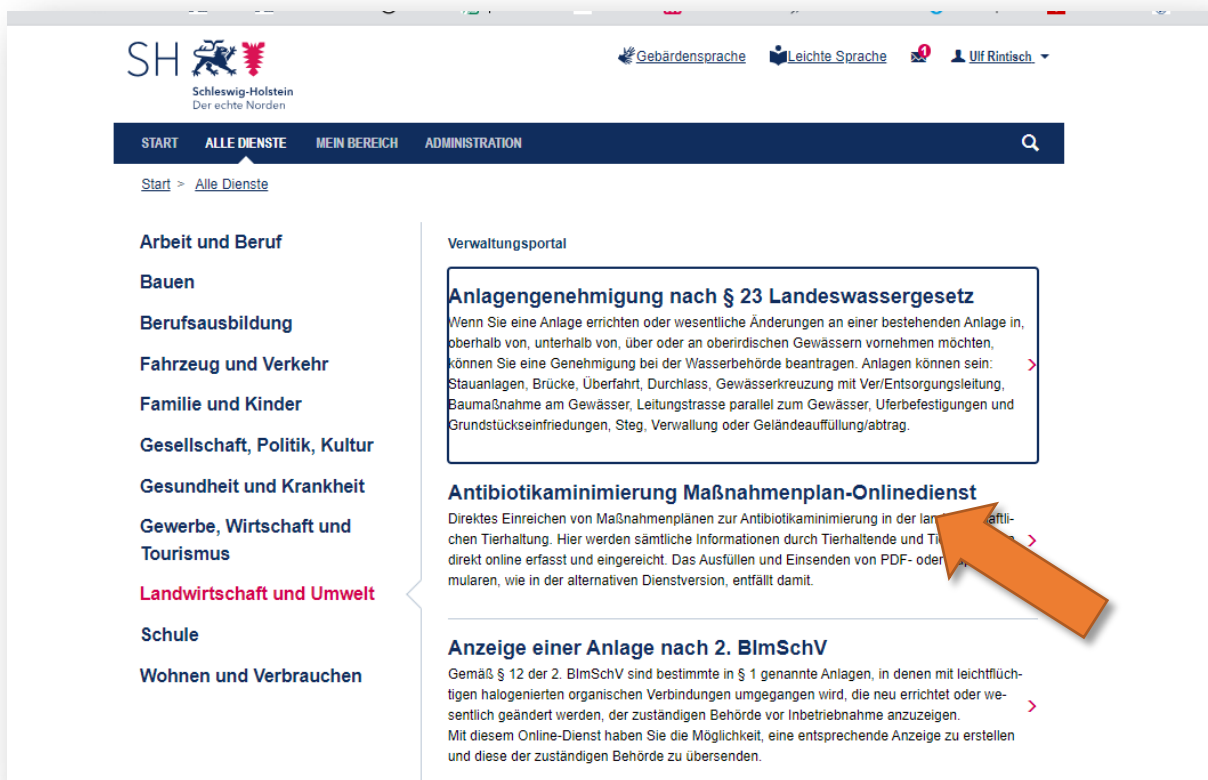 SH
Schleswig-Holstein
Der echte Norden
Gebärdensprache
Leichte Sprache
1
Ulf Rintisch
START
ALLE DIENSTE
MEIN BEREICH
ADMINISTRATION
Start > Alle Dienste
Arbeit und Beruf
Bauen
Berufsausbildung
Fahrzeug und Verkehr
Familie und Kinder
Gesellschaft, Politik, Kultur
Gesundheit und Krankheit
Gewerbe, Wirtschaft und
Tourismus
Landwirtschaft und Umwelt
Schule
Wohnen und Verbrauchen
Verwaltungsportal
Anlagengenehmigung nach § 23 Landeswassergesetz
Wenn Sie eine Anlage errichten oder wesentliche Änderungen an einer bestehenden Anlage in,
oberhalb von, unterhalb von, über oder an oberirdischen Gewässern vornehmen möchten,
können Sie eine Genehmigung bei der Wasserbehörde beantragen. Anlagen können sein:
Stauanlagen, Brücke, Überfahrt, Durchlass, Gewässerkreuzung mit Ver/Entsorgungsleitung,
Baumaßnahme am Gewässer, Leitungstrasse parallel zum Gewässer, Uferbefestigungen und
Grundstückseinfriedungen, Steg, Verwallung oder Geländeauffüllung/abtrag.
Antibiotikaminimierung Maßnahmenplan-Onlinedienst
Direktes Einreichen von Maßnahmenplänen zur Antibiotikaminimierung in der
chen Tierhaltung. Hier werden sämtliche Informationen durch Tierhaltende und
direkt online erfasst und eingereicht. Das Ausfüllen und Einsenden von PDF- oder
mularen, wie in der alternativen Dienstversion, entfällt damit.
Anzeige einer Anlage nach 2. BImSchV
Gemäß § 12 der 2. BImSchV sind bestimmte in § 1 genannte Anlagen, in denen mit leichtflüch-
tigen halogenierten organischen Verbindungen umgegangen wird, die neu errichtet oder we-
sentlich geändert werden, der zuständigen Behörde vor Inbetriebnahme anzuzeigen.
Mit diesem Online-Dienst haben Sie die Möglichkeit, eine entsprechende Anzeige zu erstellen
und diese der zuständigen Behörde zu übersenden.